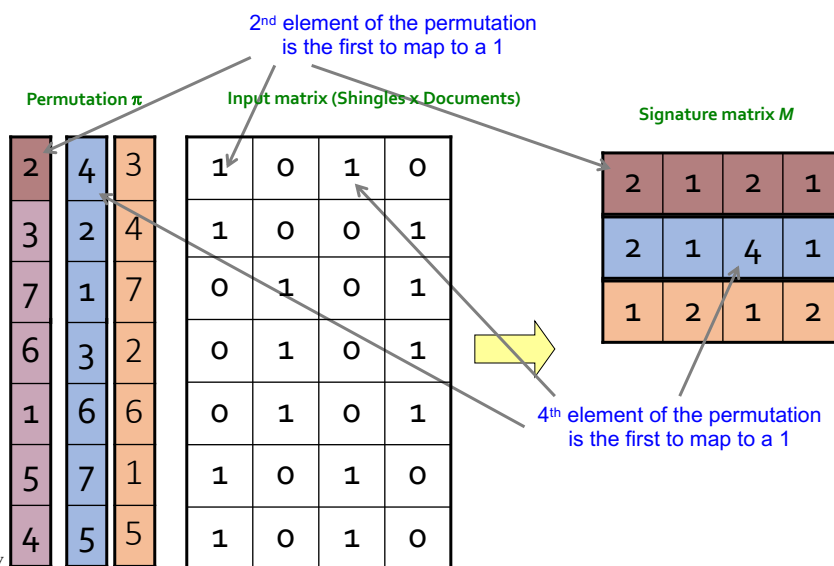 2nd element of the permutation
is the first to map to a 1
Permutation π
Input matrix (Shingles x Documents)
Signature matrix M
2 4 3 1 0 1 0
3 2 4 1 0 0 1
7 1 7 0 1 0 1
6 3 2 0 1 0 1
1 6 6 0 1 0 1
5 7 1 1 0 1 0
4 5 5 1 0 1 0
2 1 2 1
2 1 4 1
1 2 1 2
4th element of the permutation
is the first to map to a 1